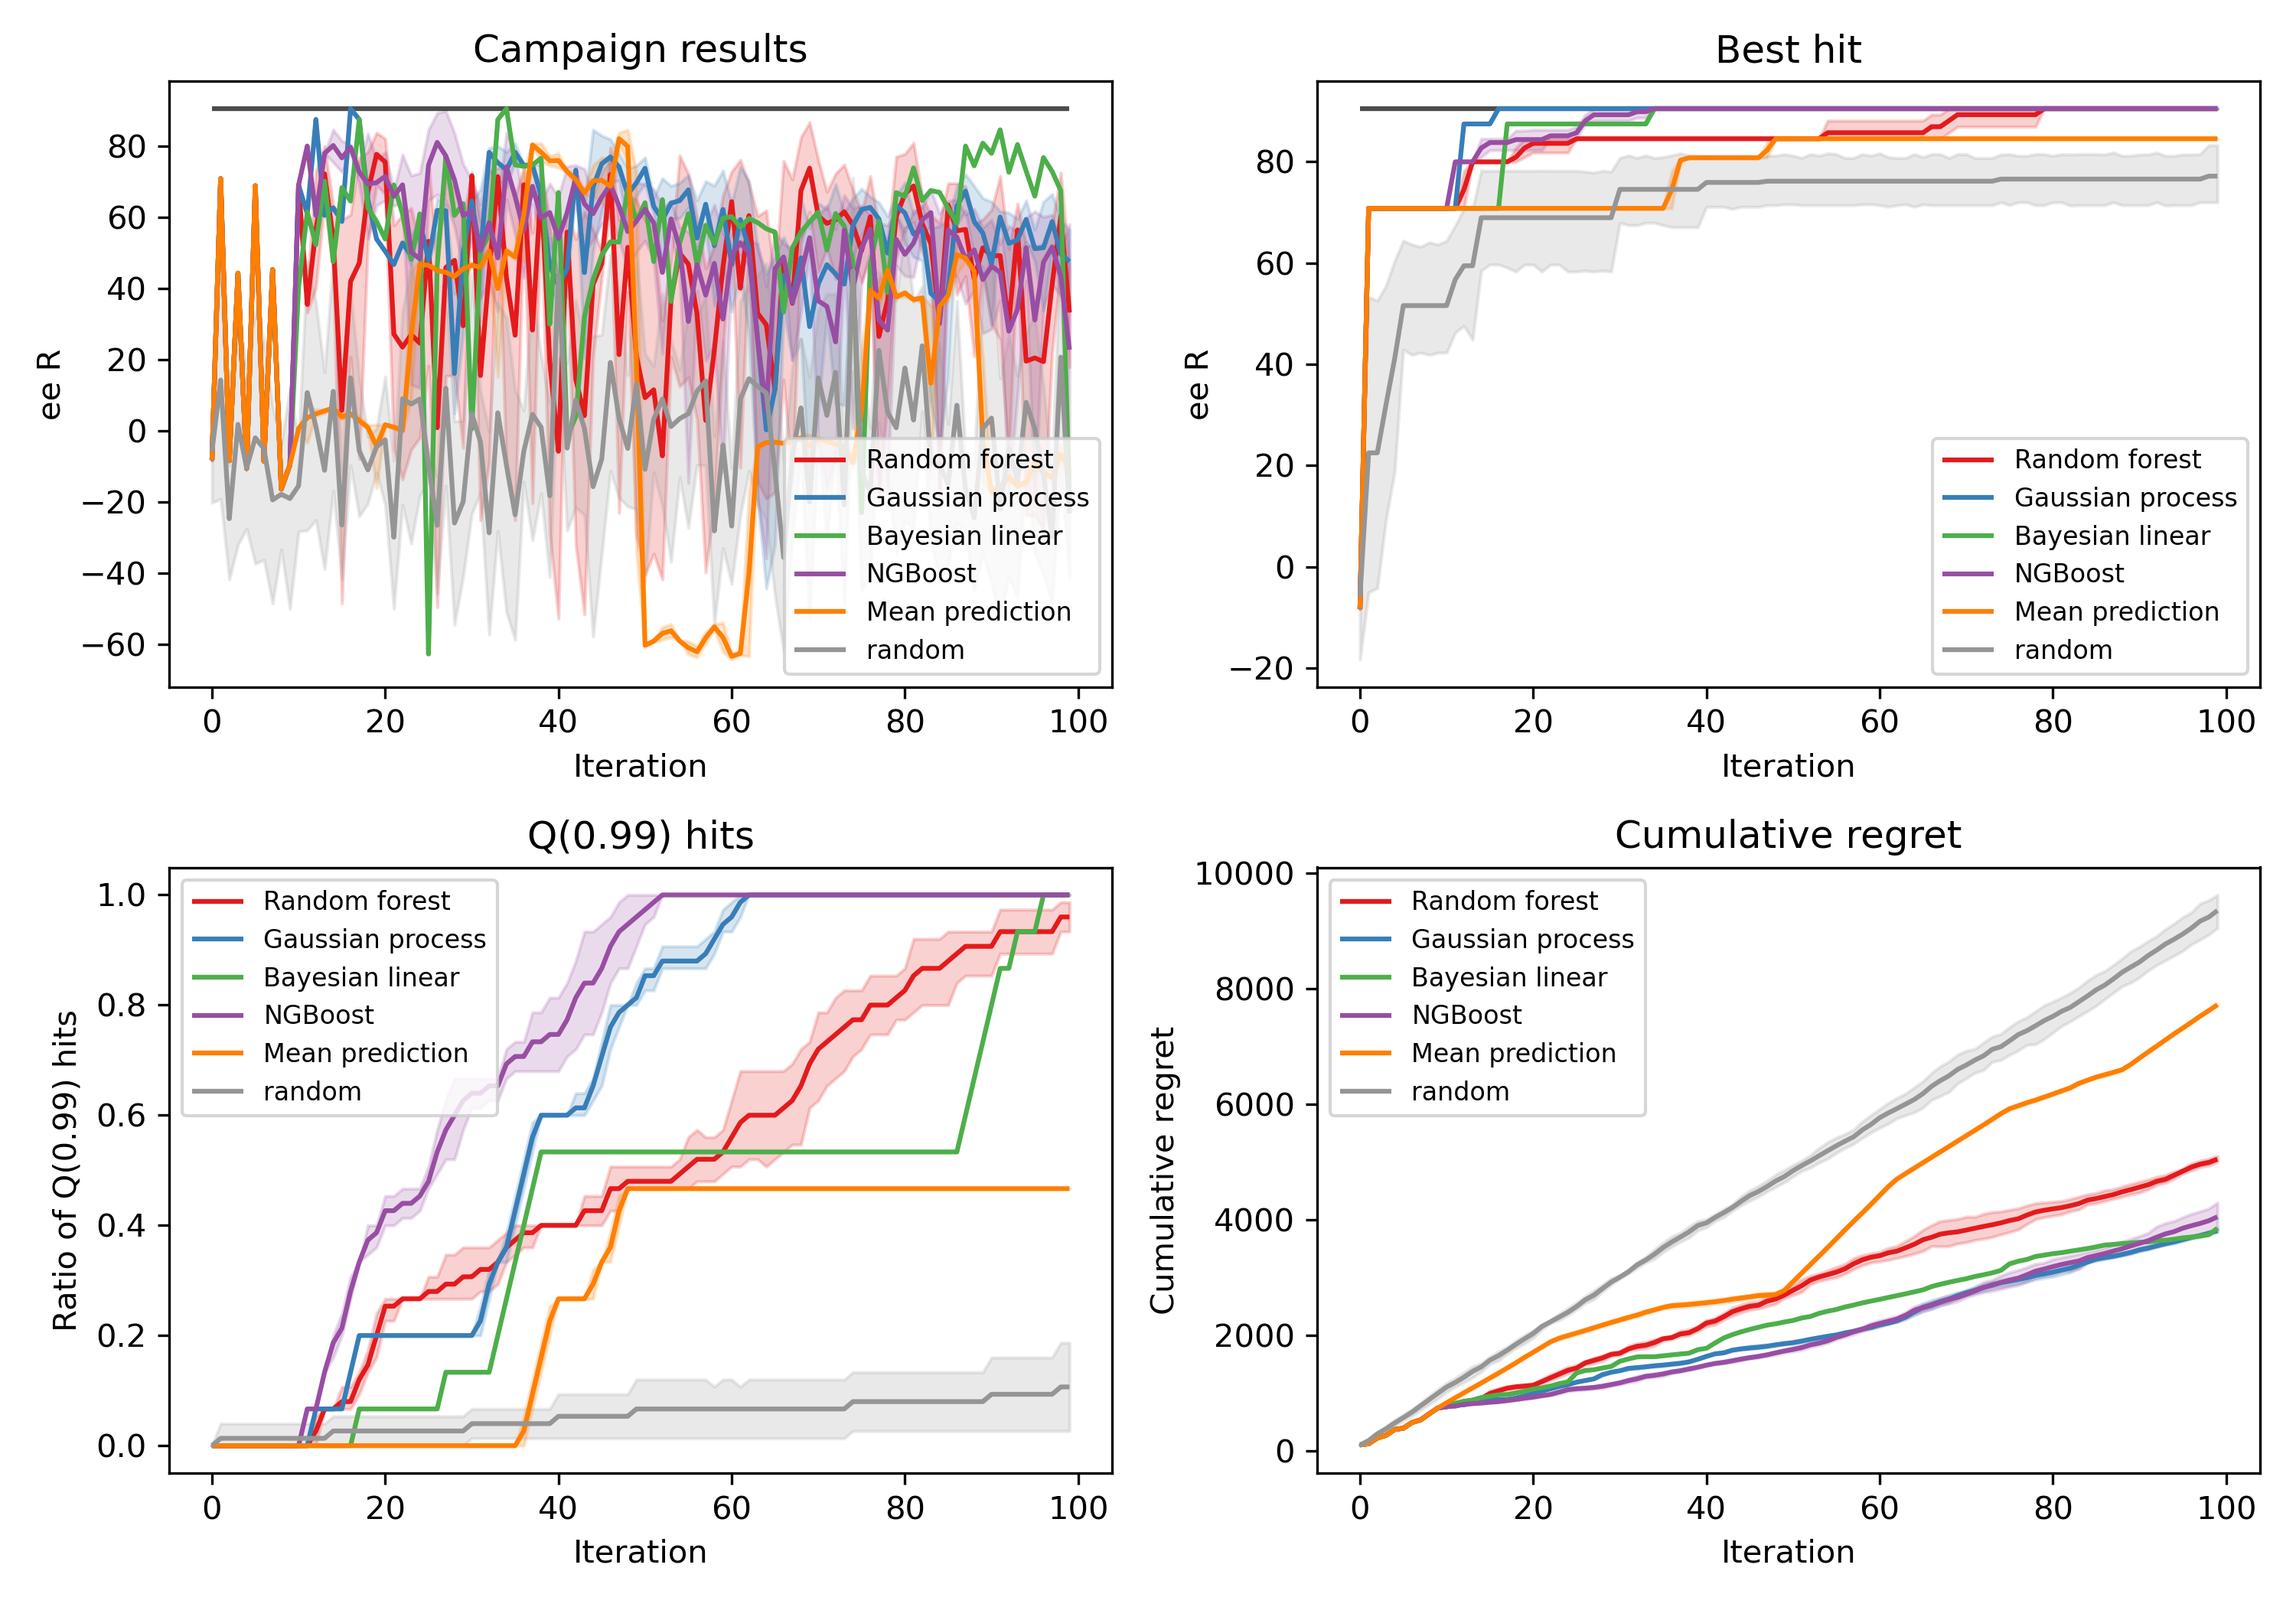 Campaign results
ee R
80
60
40
20
0
−20
−40
−60
Random forest
Gaussian process
Bayesian linear
NGBoost
Mean prediction
random
0 20 40 60 80 100
Iteration
Best hit
ee R
80
60
40
20
0
−20
Random forest
Gaussian process
Bayesian linear
NGBoost
Mean prediction
random
0 20 40 60 80 100
Iteration
Q(0.99) hits
Ratio of Q(0.99) hits
1.0
0.8
0.6
0.4
0.2
0.0
Random forest
Gaussian process
Bayesian linear
NGBoost
Mean prediction
random
0 20 40 60 80 100
Iteration
Cumulative regret
Cumulative regret
10000
8000
6000
4000
2000
0
Random forest
Gaussian process
Bayesian linear
NGBoost
Mean prediction
random
0 20 40 60 80 100
Iteration